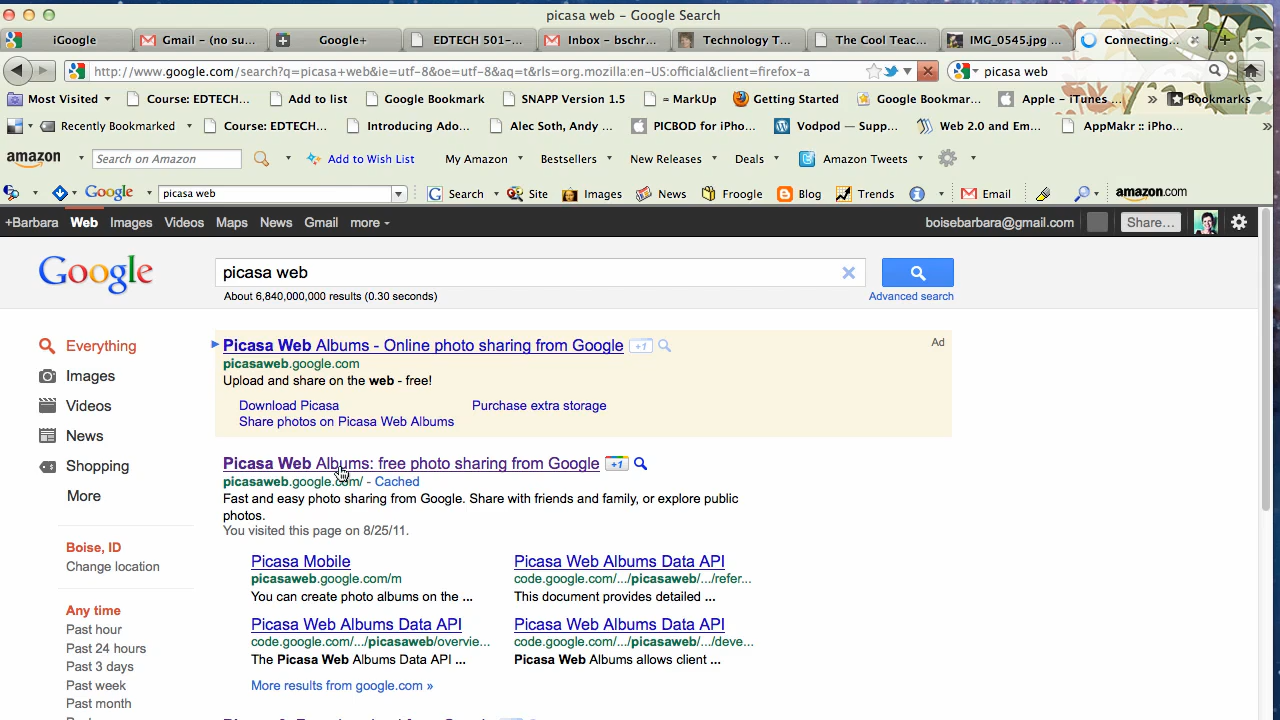 picasa web – Google Search
iGoogle
Gmail – (no su...
Google+
EDTECH 501–...
Inbox – bschr...
Technology T...
The Cool Teac...
IMG_0545.jpg ...
Connecting...
http://www.google.com/search?q=picasa+web&ie=utf-8&oe=utf-8&aq=t&rls=org.mozilla:en-US:official&client=firefox-a
picasa web
Most Visited
Course: EDTECH...
Add to list
Google Bookmark
SNAPP Version 1.5
= MarkUp
Getting Started
Google Bookmar...
Apple – iTunes ...
»
Bookmarks
Recently Bookmarked
Course: EDTECH...
Introducing Ado...
Alec Soth, Andy ...
PICBOD for iPho...
Vodpod — Supp...
Web 2.0 and Em...
AppMakr :: iPho...
»
amazon
Search on Amazon
Add to Wish List
My Amazon
Bestsellers
New Releases
Deals
Amazon Tweets
Google
picasa web
Search
Site
Images
News
Froogle
Blog
Trends
Email
amazon.com
+Barbara
Web
Images
Videos
Maps
News
Gmail
more
boisebarbara@gmail.com
Share...
Google
picasa web
About 6,840,000,000 results (0.30 seconds)
Advanced search
Everything
Images
Videos
News
Shopping
More
Boise, ID
Change location
Any time
Past hour
Past 24 hours
Past 3 days
Past week
Past month
Picasa Web Albums - Online photo sharing from Google
+1
Ad
picasaweb.google.com
Upload and share on the web - free!
Download Picasa
Purchase extra storage
Share photos on Picasa Web Albums
Picasa Web Albums: free photo sharing from Google
+1
picasaweb.google.com/ - Cached
Fast and easy photo sharing from Google. Share with friends and family, or explore public
photos.
You visited this page on 8/25/11.
Picasa Mobile
picasaweb.google.com/m
You can create photo albums on the ...
Picasa Web Albums Data API
code.google.com/.../picasaweb/.../refer...
This document provides detailed ...
Picasa Web Albums Data API
code.google.com/.../picasaweb/overvie...
The Picasa Web Albums Data API ...
Picasa Web Albums Data API
code.google.com/.../picasaweb/.../deve...
Picasa Web Albums allows client ...
More results from google.com »